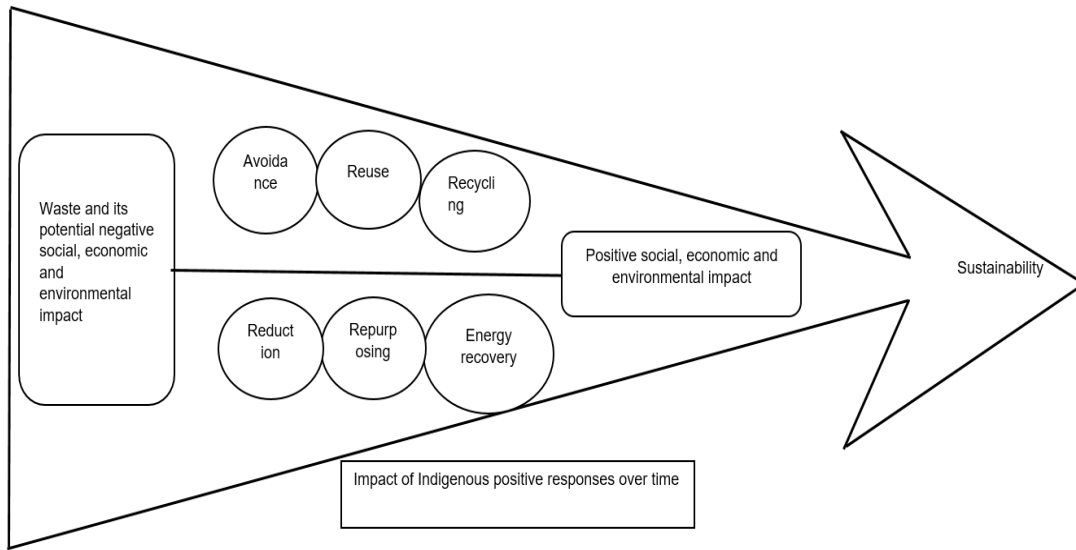 Waste and its
potential negative
social, economic
and
environmental
impact
Avoida
nce
Reuse
Recycli
ng
Reduct
ion
Repurp
osing
Energy
recovery
Positive social, economic and
environmental impact
Sustainability
Impact of Indigenous positive responses over time